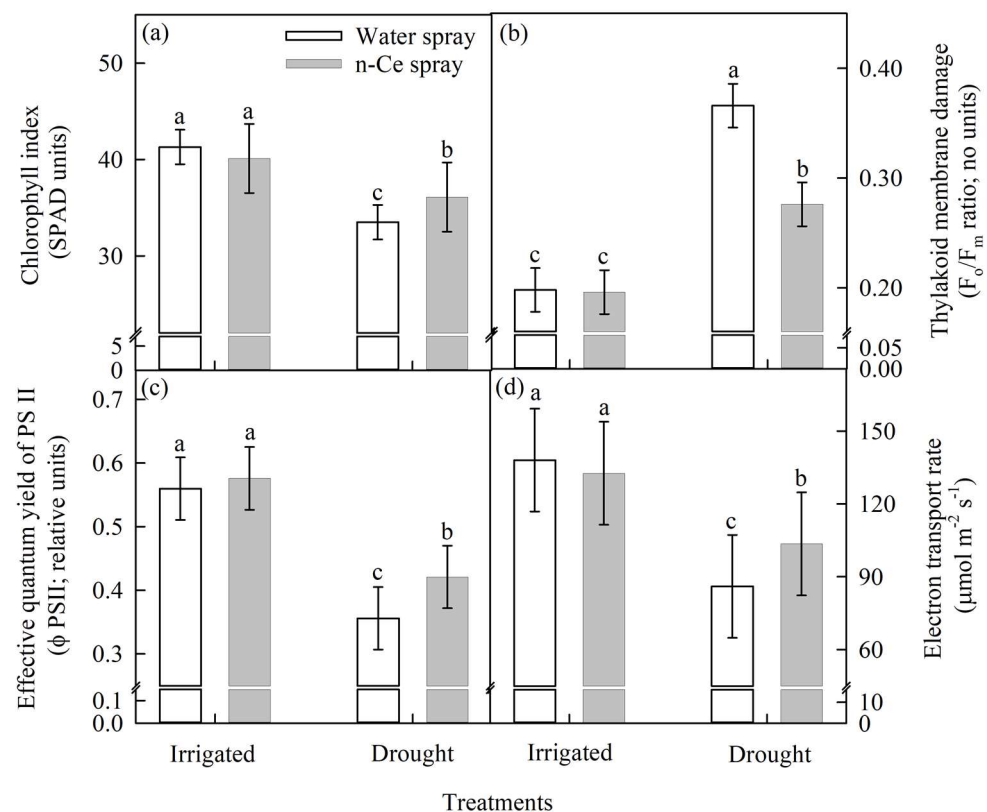 (a)
Water spray
n-Ce spray
50
40
30
5
0
Chlorophyll index
(SPAD units)
a
a
c
b
(b)
0.40
0.30
0.20
0.05
0.00
Thylakoid membrane damage
(Fₒ/Fₘ ratio; no units)
c
c
a
b
(c)
0.7
0.6
0.5
0.4
0.3
0.1
0.0
Effective quantum yield of PS II
(ϕ PSII; relative units)
a
a
c
b
(d)
150
120
90
60
10
0
Electron transport rate
(µmol m⁻² s⁻¹)
a
a
c
b
Irrigated
Drought
Irrigated
Drought
Treatments